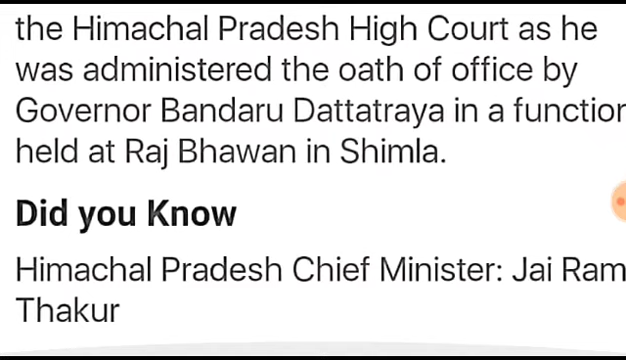 the Himachal Pradesh High Court as he
was administered the oath of office by
Governor Bandaru Dattatraya in a function
held at Raj Bhawan in Shimla.
Did you Know
Himachal Pradesh Chief Minister: Jai Ram
Thakur